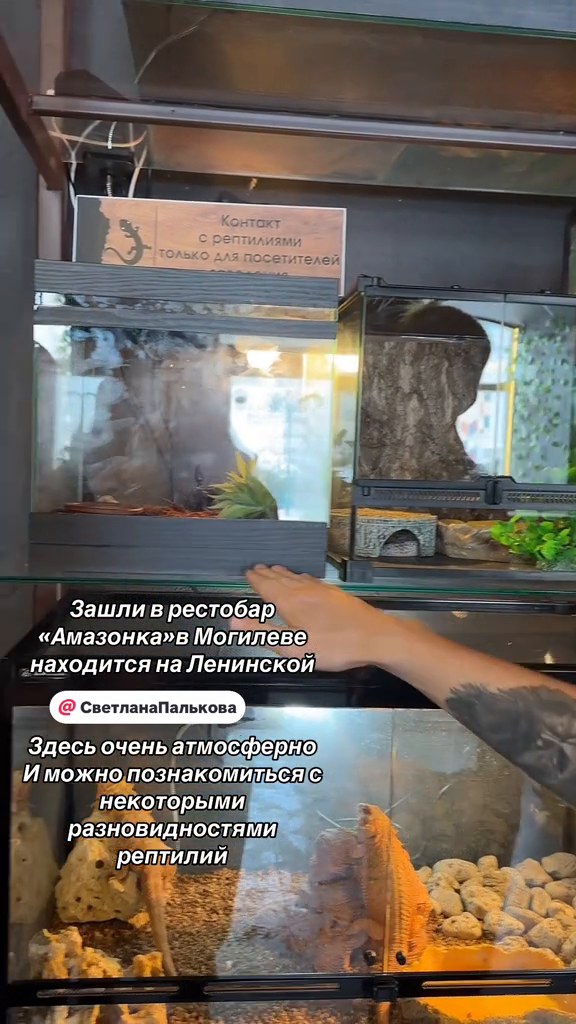 Контакт
с рептилиями
только для посетителей
заведения
Зашли в рестобар
«Амазонка»в Могилеве
находится на Ленинской
@ СветланаПалькова
Здесь очень атмосферно
И можно познакомиться с
некоторыми
разновидностями
рептилий